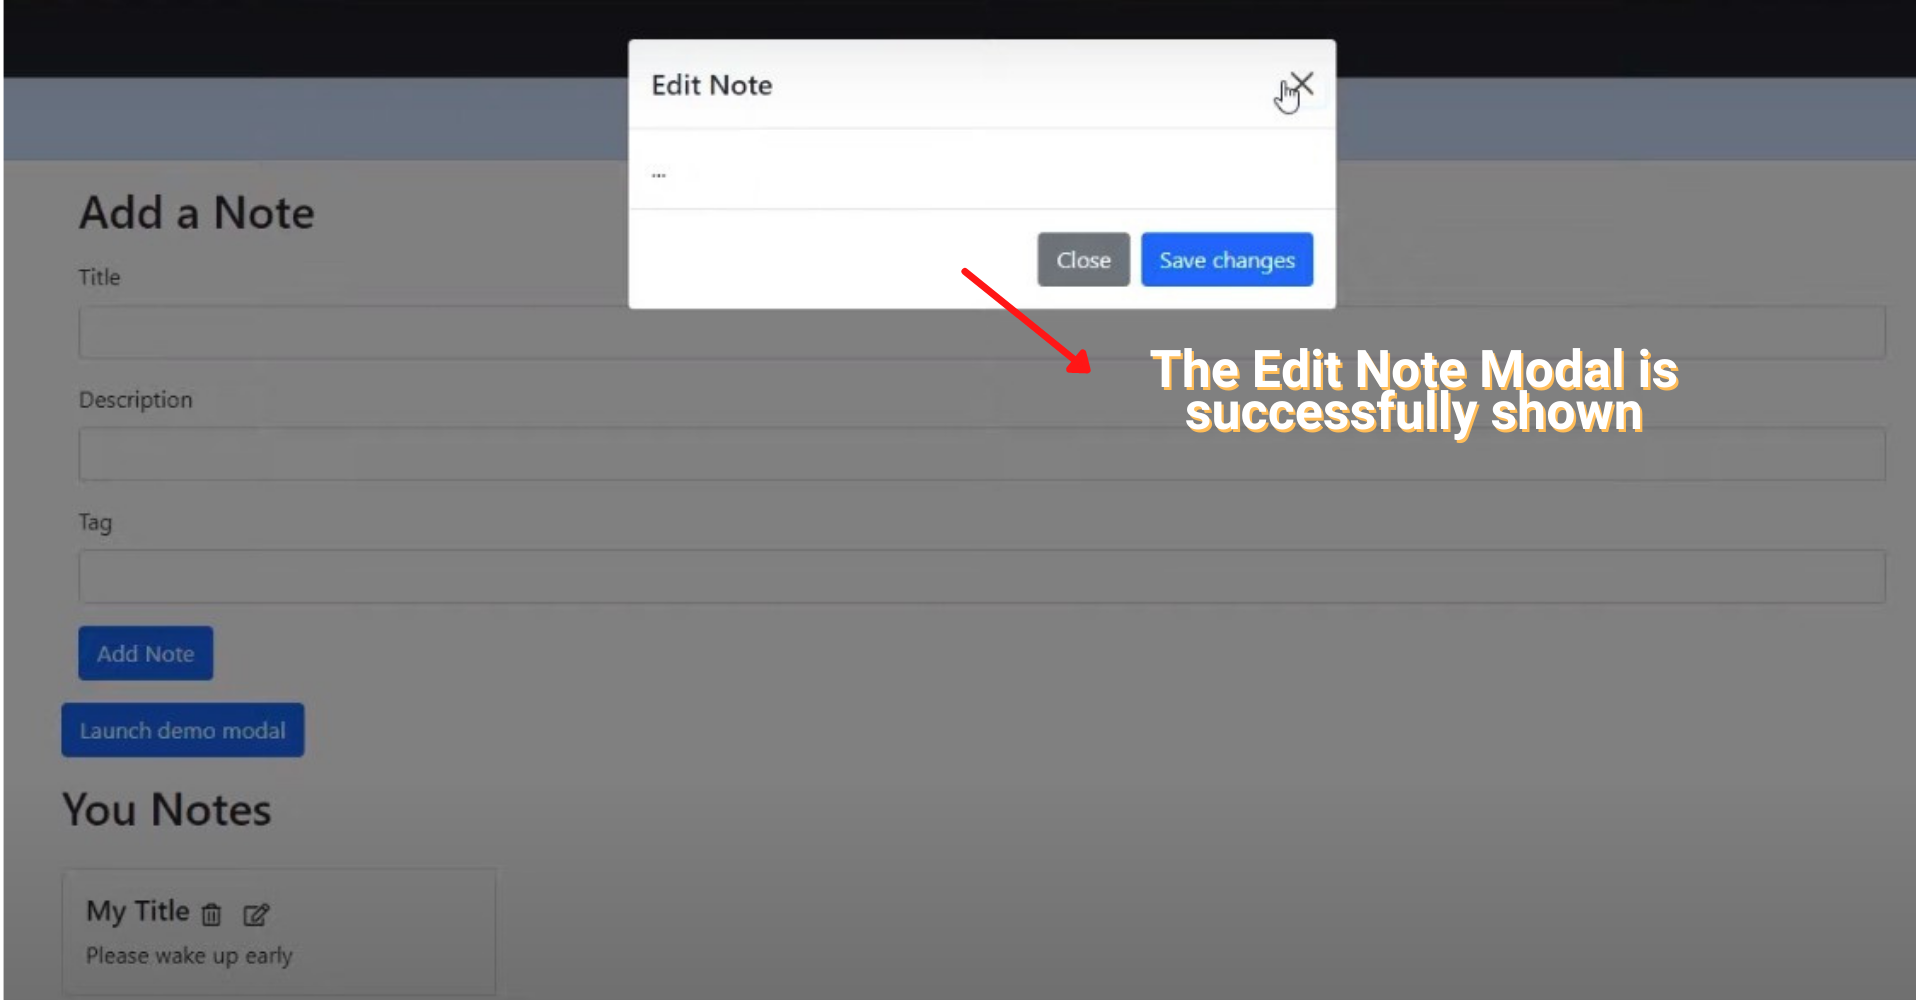 Edit Note
...
Close
Save changes
Add a Note
Title
The Edit Note Modal is
successfully shown
Description
Tag
Add Note
Launch demo modal
You Notes
My Title
Please wake up early